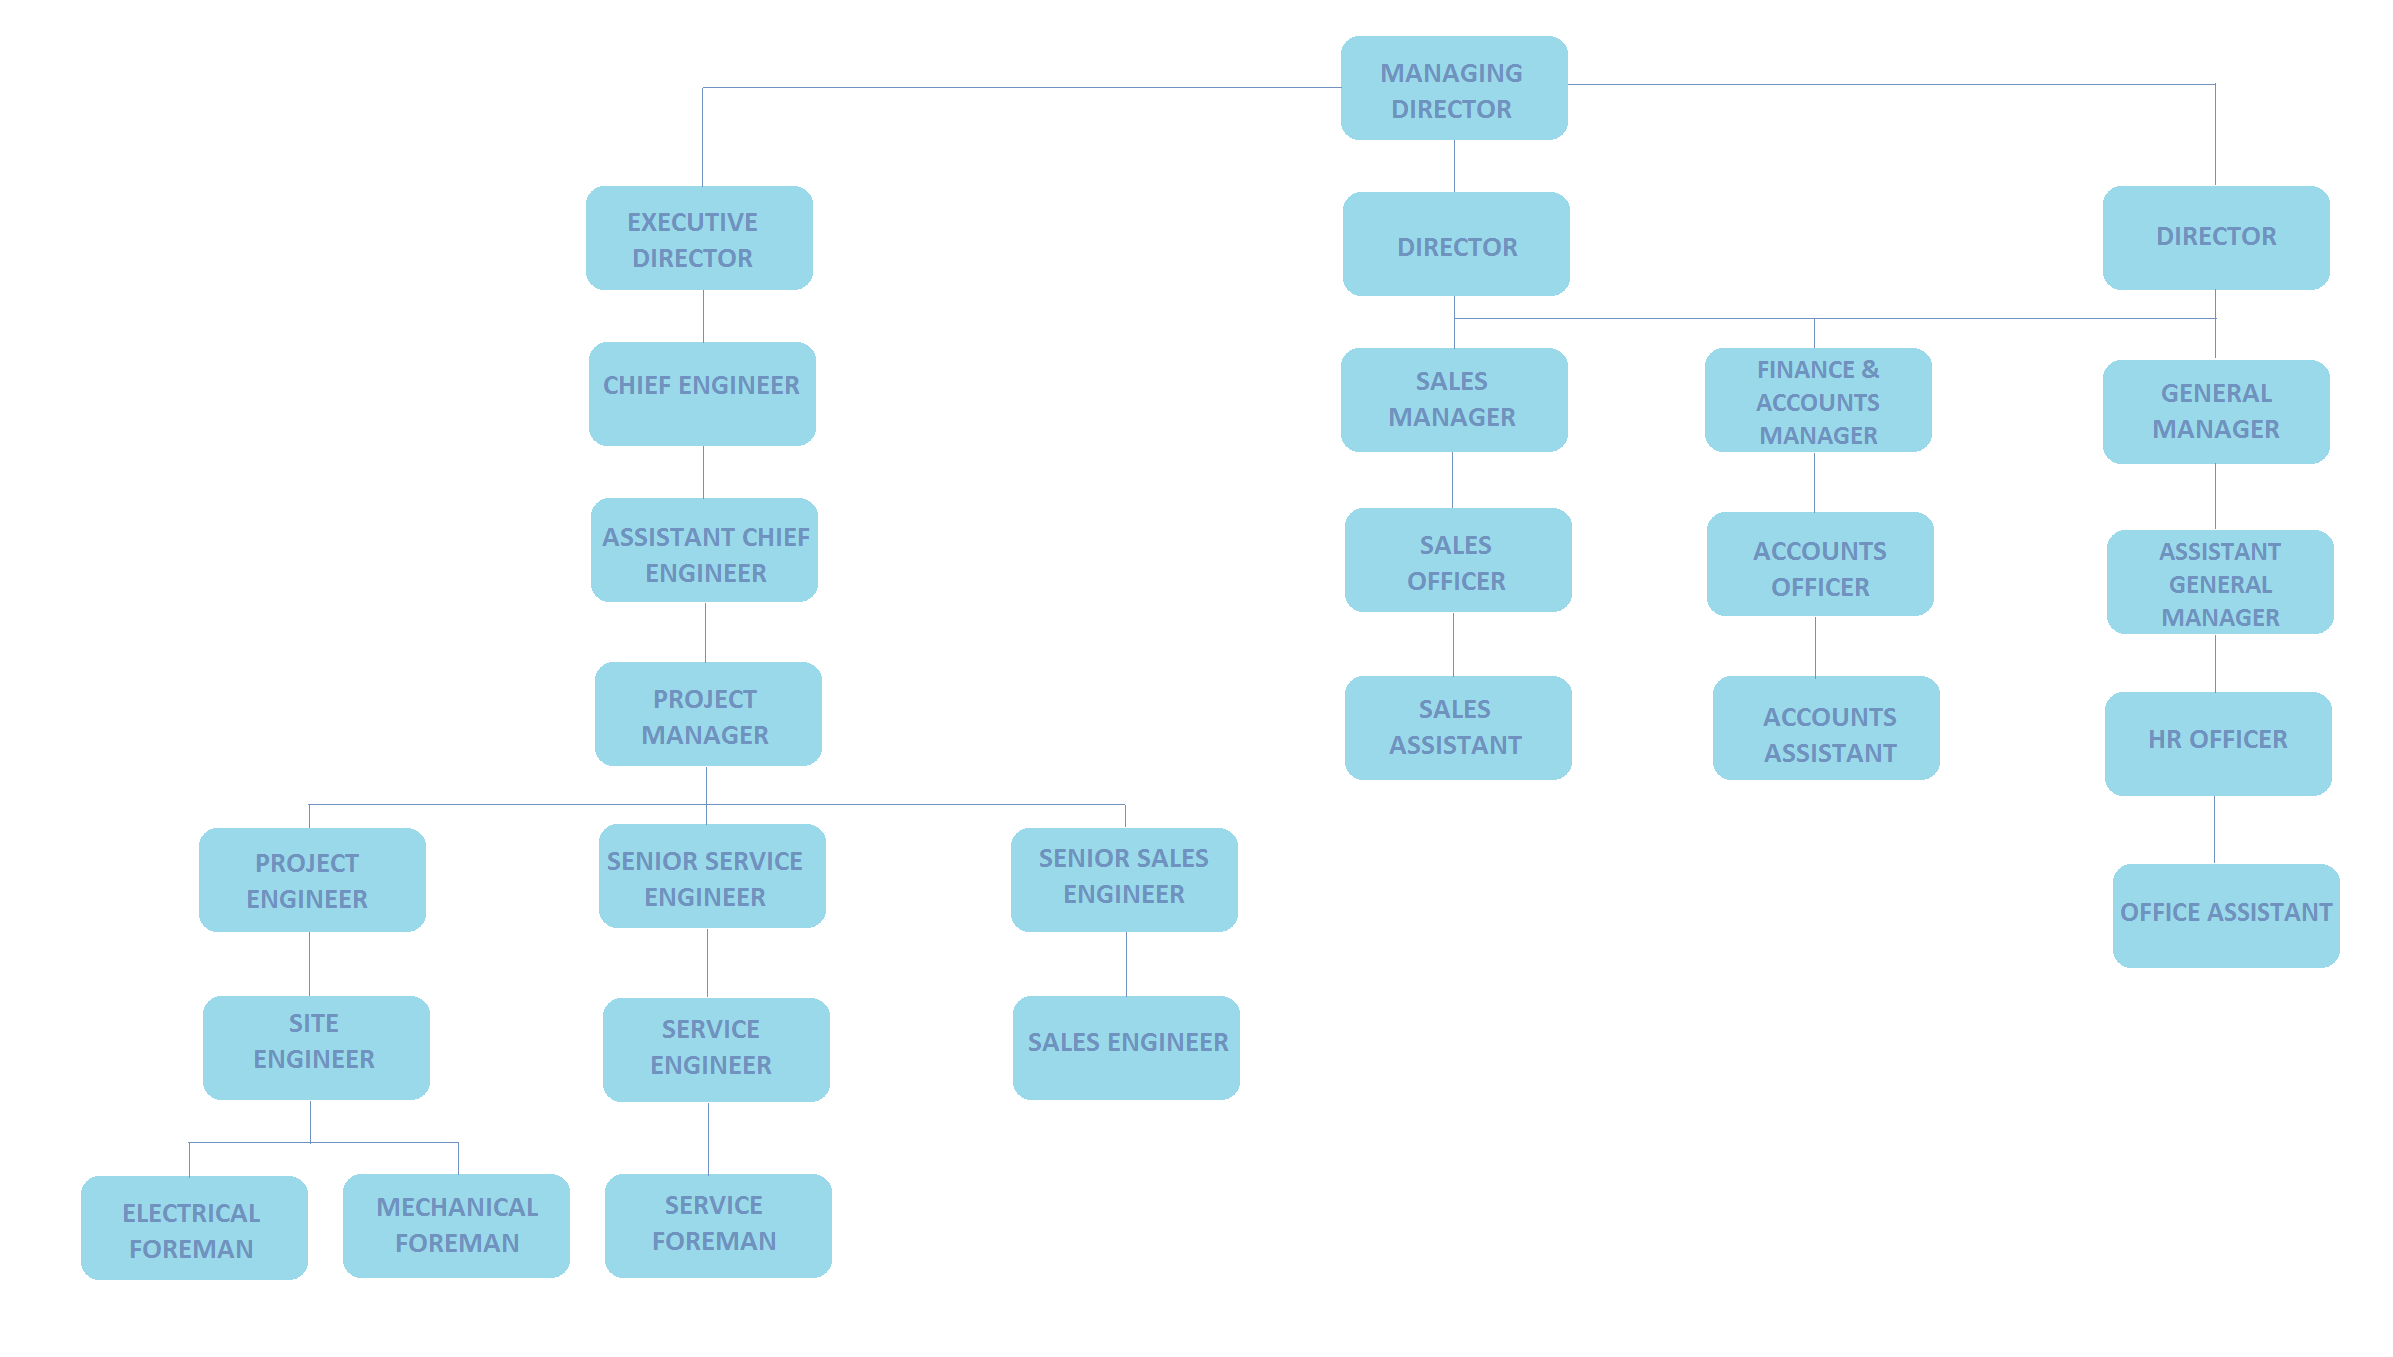 MANAGING
DIRECTOR
EXECUTIVE
DIRECTOR
DIRECTOR
DIRECTOR
CHIEF ENGINEER
SALES
MANAGER
FINANCE &
ACCOUNTS
MANAGER
GENERAL
MANAGER
ASSISTANT CHIEF
ENGINEER
SALES
OFFICER
ACCOUNTS
OFFICER
ASSISTANT
GENERAL
MANAGER
PROJECT
MANAGER
SALES
ASSISTANT
ACCOUNTS
ASSISTANT
HR OFFICER
PROJECT
ENGINEER
SENIOR SERVICE
ENGINEER
SENIOR SALES
ENGINEER
OFFICE ASSISTANT
SITE
ENGINEER
SERVICE
ENGINEER
SALES ENGINEER
ELECTRICAL
FOREMAN
MECHANICAL
FOREMAN
SERVICE
FOREMAN